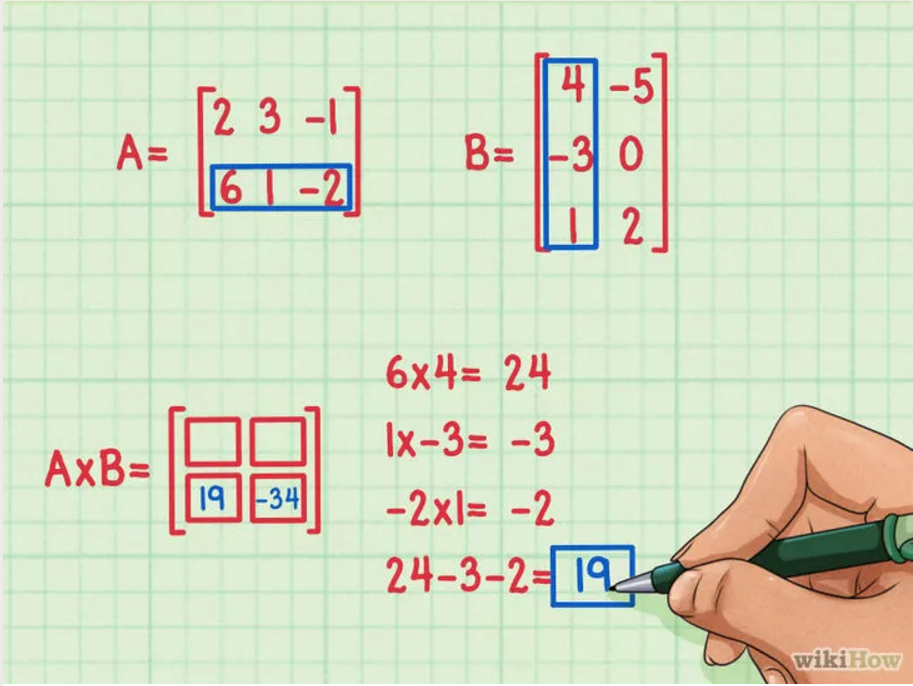 A= [2 3 -1
6 1 -2]
B= [4 -5
-3 0
1 2]
6x4= 24
1x-3= -3
AxB= [19 -34]
-2x1= -2
24-3-2= 19
wikiHow